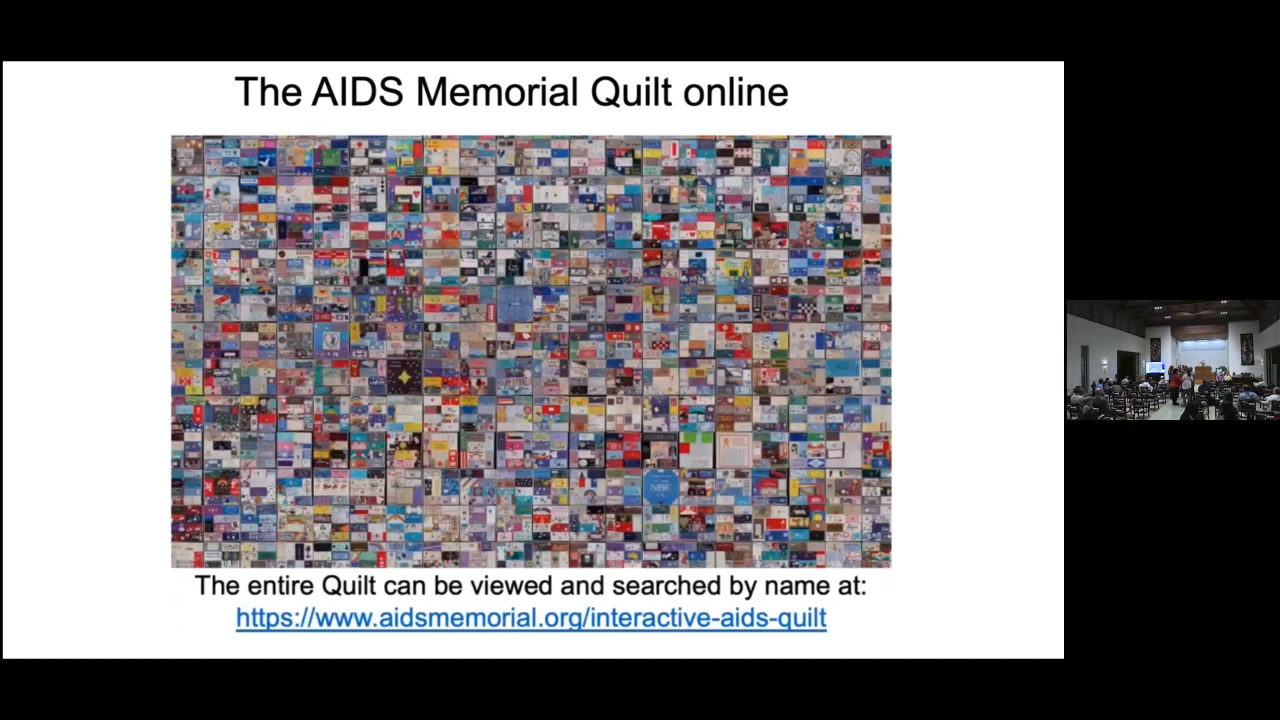 The AIDS Memorial Quilt online
The entire Quilt can be viewed and searched by name at:
https://www.aidsmemorial.org/interactive-aids-quilt